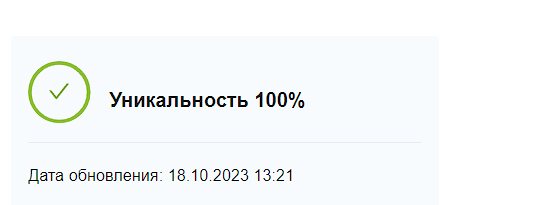 Уникальность 100%
Дата обновления: 18.10.2023 13:21